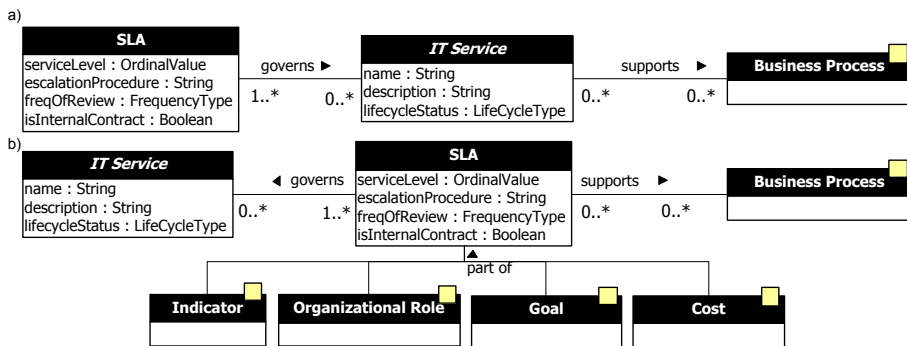 a)
SLA
serviceLevel : OrdinalValue
escalationProcedure : String
freqOfReview : FrequencyType
isInternalContract : Boolean
governs ►
1..* 0..*
IT Service
name : String
description : String
lifecycleStatus : LifeCycleType
supports ►
0..* 0..*
Business Process
b)
IT Service
name : String
description : String
lifecycleStatus : LifeCycleType
◄ governs
0..* 1..*
SLA
serviceLevel : OrdinalValue
escalationProcedure : String
freqOfReview : FrequencyType
isInternalContract : Boolean
supports ►
0..* 0..*
Business Process
part of
Indicator
Organizational Role
Goal
Cost